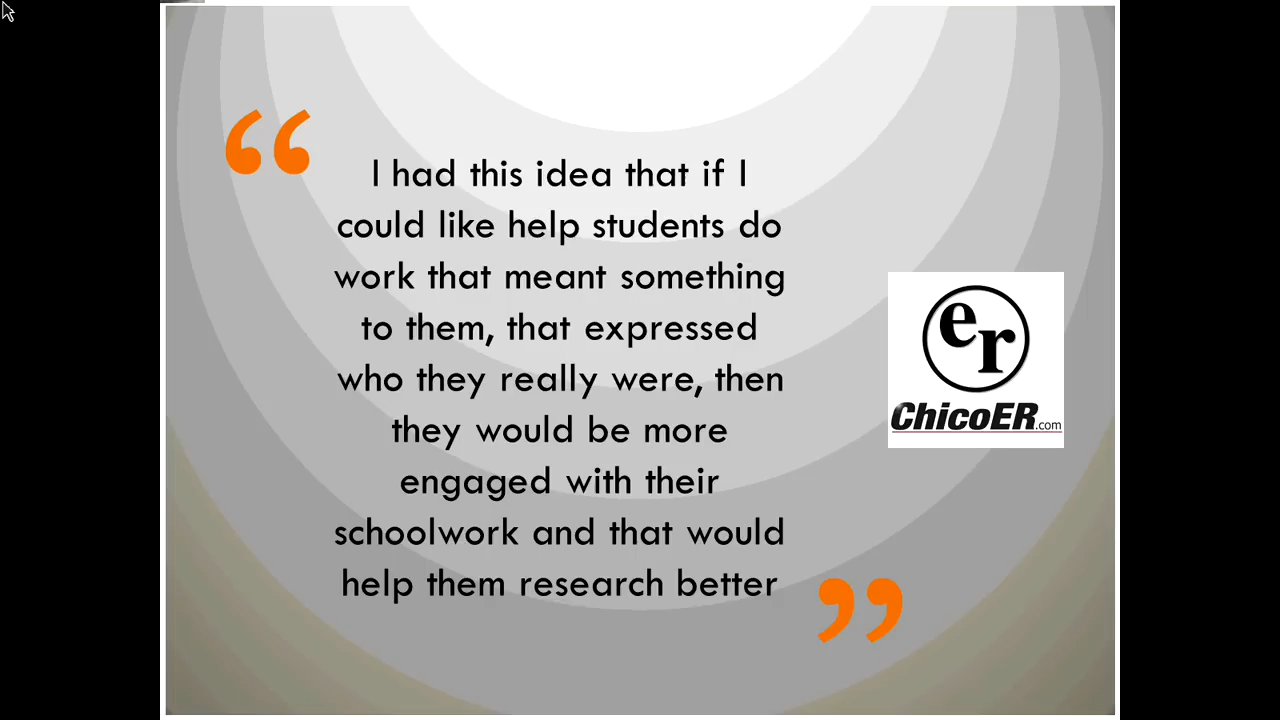 “
I had this idea that if I
could like help students do
work that meant something
to them, that expressed
who they really were, then
they would be more
engaged with their
schoolwork and that would
help them research better
”
er
ChicoER.com